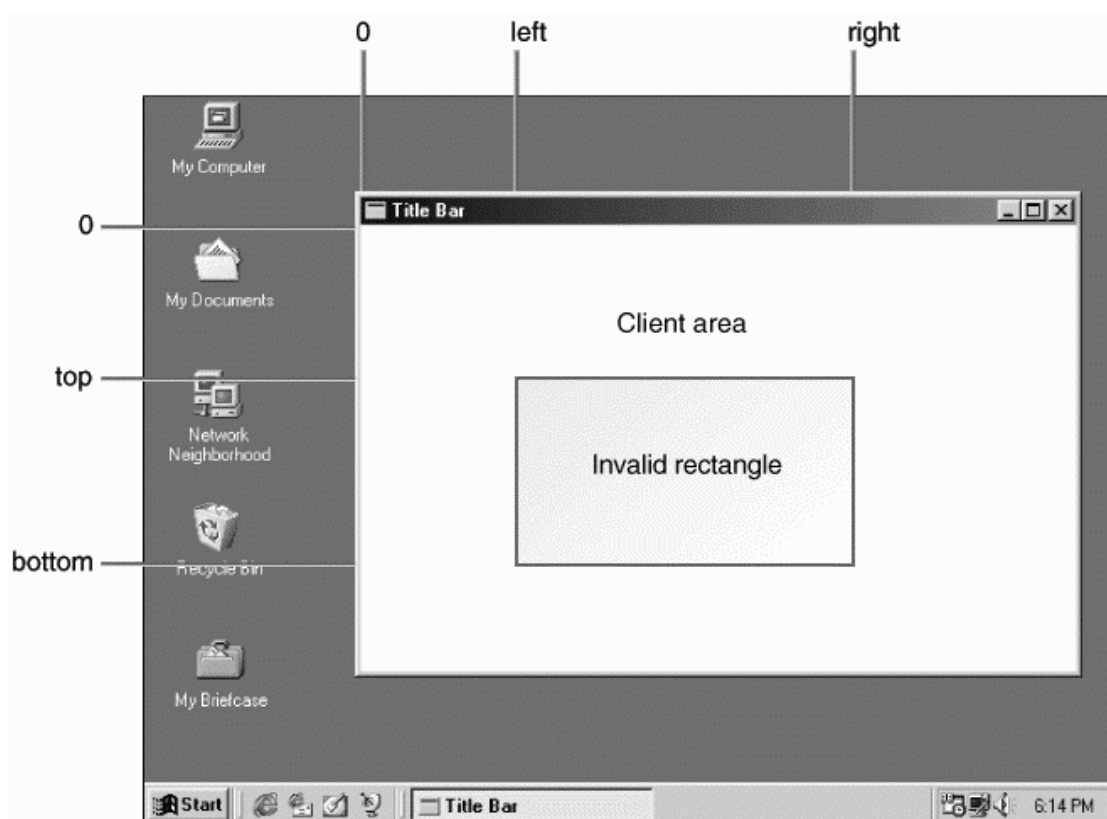 0 left right
My Computer
Title Bar
0
My Documents
Client area
top
Network
Neighborhood
Invalid rectangle
bottom
Recycle Bin
My Briefcase
Start Title Bar 6:14 PM